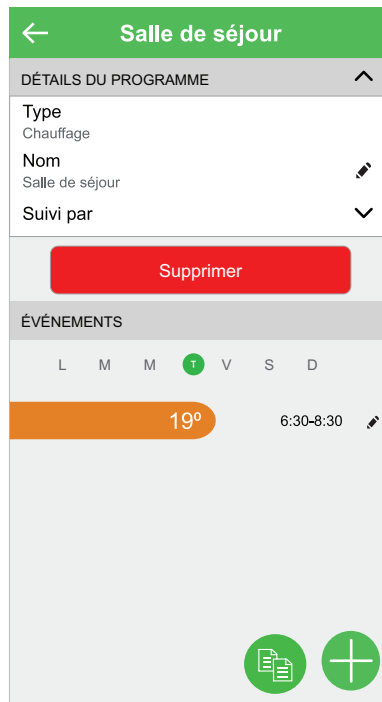 Salle de séjour
DÉTAILS DU PROGRAMME
Type
Chauffage
Nom
Salle de séjour
Suivi par
Supprimer
ÉVÉNEMENTS
L M M T V S D
19º 6:30-8:30